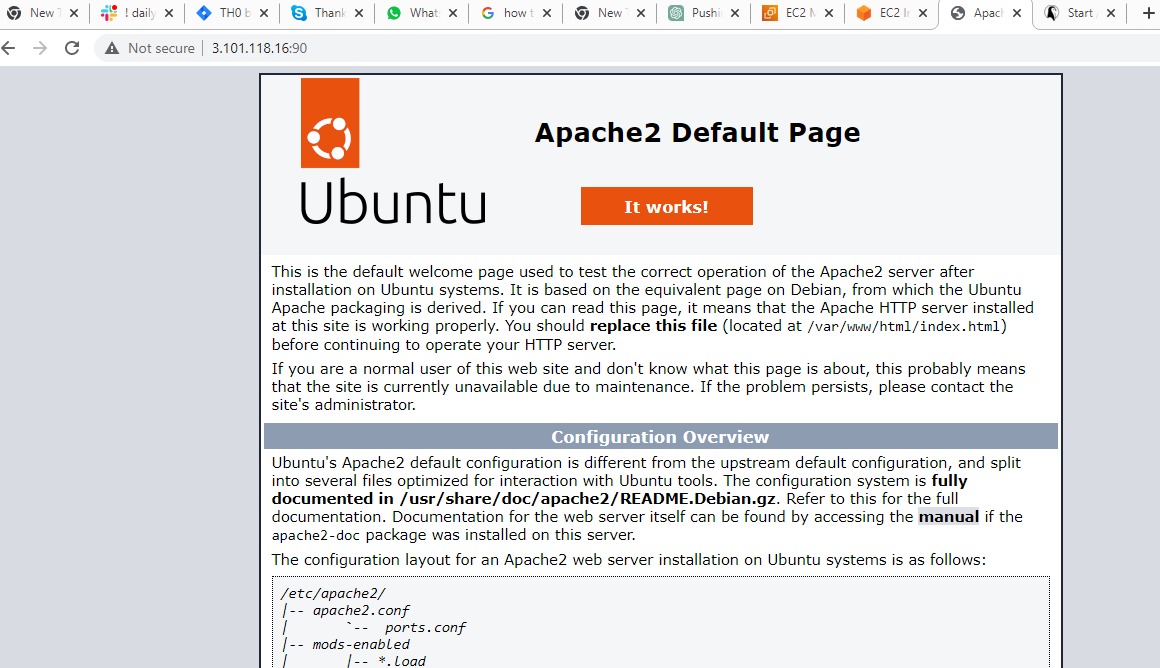 New T
! daily
TH0 b
Thank
What
how t
New T
Pushi
EC2 M
EC2 In
Apach
Start
Not secure
3.101.118.16:90
Apache2 Default Page
Ubuntu
It works!
This is the default welcome page used to test the correct operation of the Apache2 server after
installation on Ubuntu systems. It is based on the equivalent page on Debian, from which the Ubuntu
Apache packaging is derived. If you can read this page, it means that the Apache HTTP server installed
at this site is working properly. You should replace this file (located at /var/www/html/index.html)
before continuing to operate your HTTP server.
If you are a normal user of this web site and don't know what this page is about, this probably means
that the site is currently unavailable due to maintenance. If the problem persists, please contact the
site's administrator.
Configuration Overview
Ubuntu's Apache2 default configuration is different from the upstream default configuration, and split
into several files optimized for interaction with Ubuntu tools. The configuration system is fully
documented in /usr/share/doc/apache2/README.Debian.gz. Refer to this for the full
documentation. Documentation for the web server itself can be found by accessing the manual if the
apache2-doc package was installed on this server.
The configuration layout for an Apache2 web server installation on Ubuntu systems is as follows:
/etc/apache2/
|-- apache2.conf
|       `--  ports.conf
|-- mods-enabled
|       |-- *.load